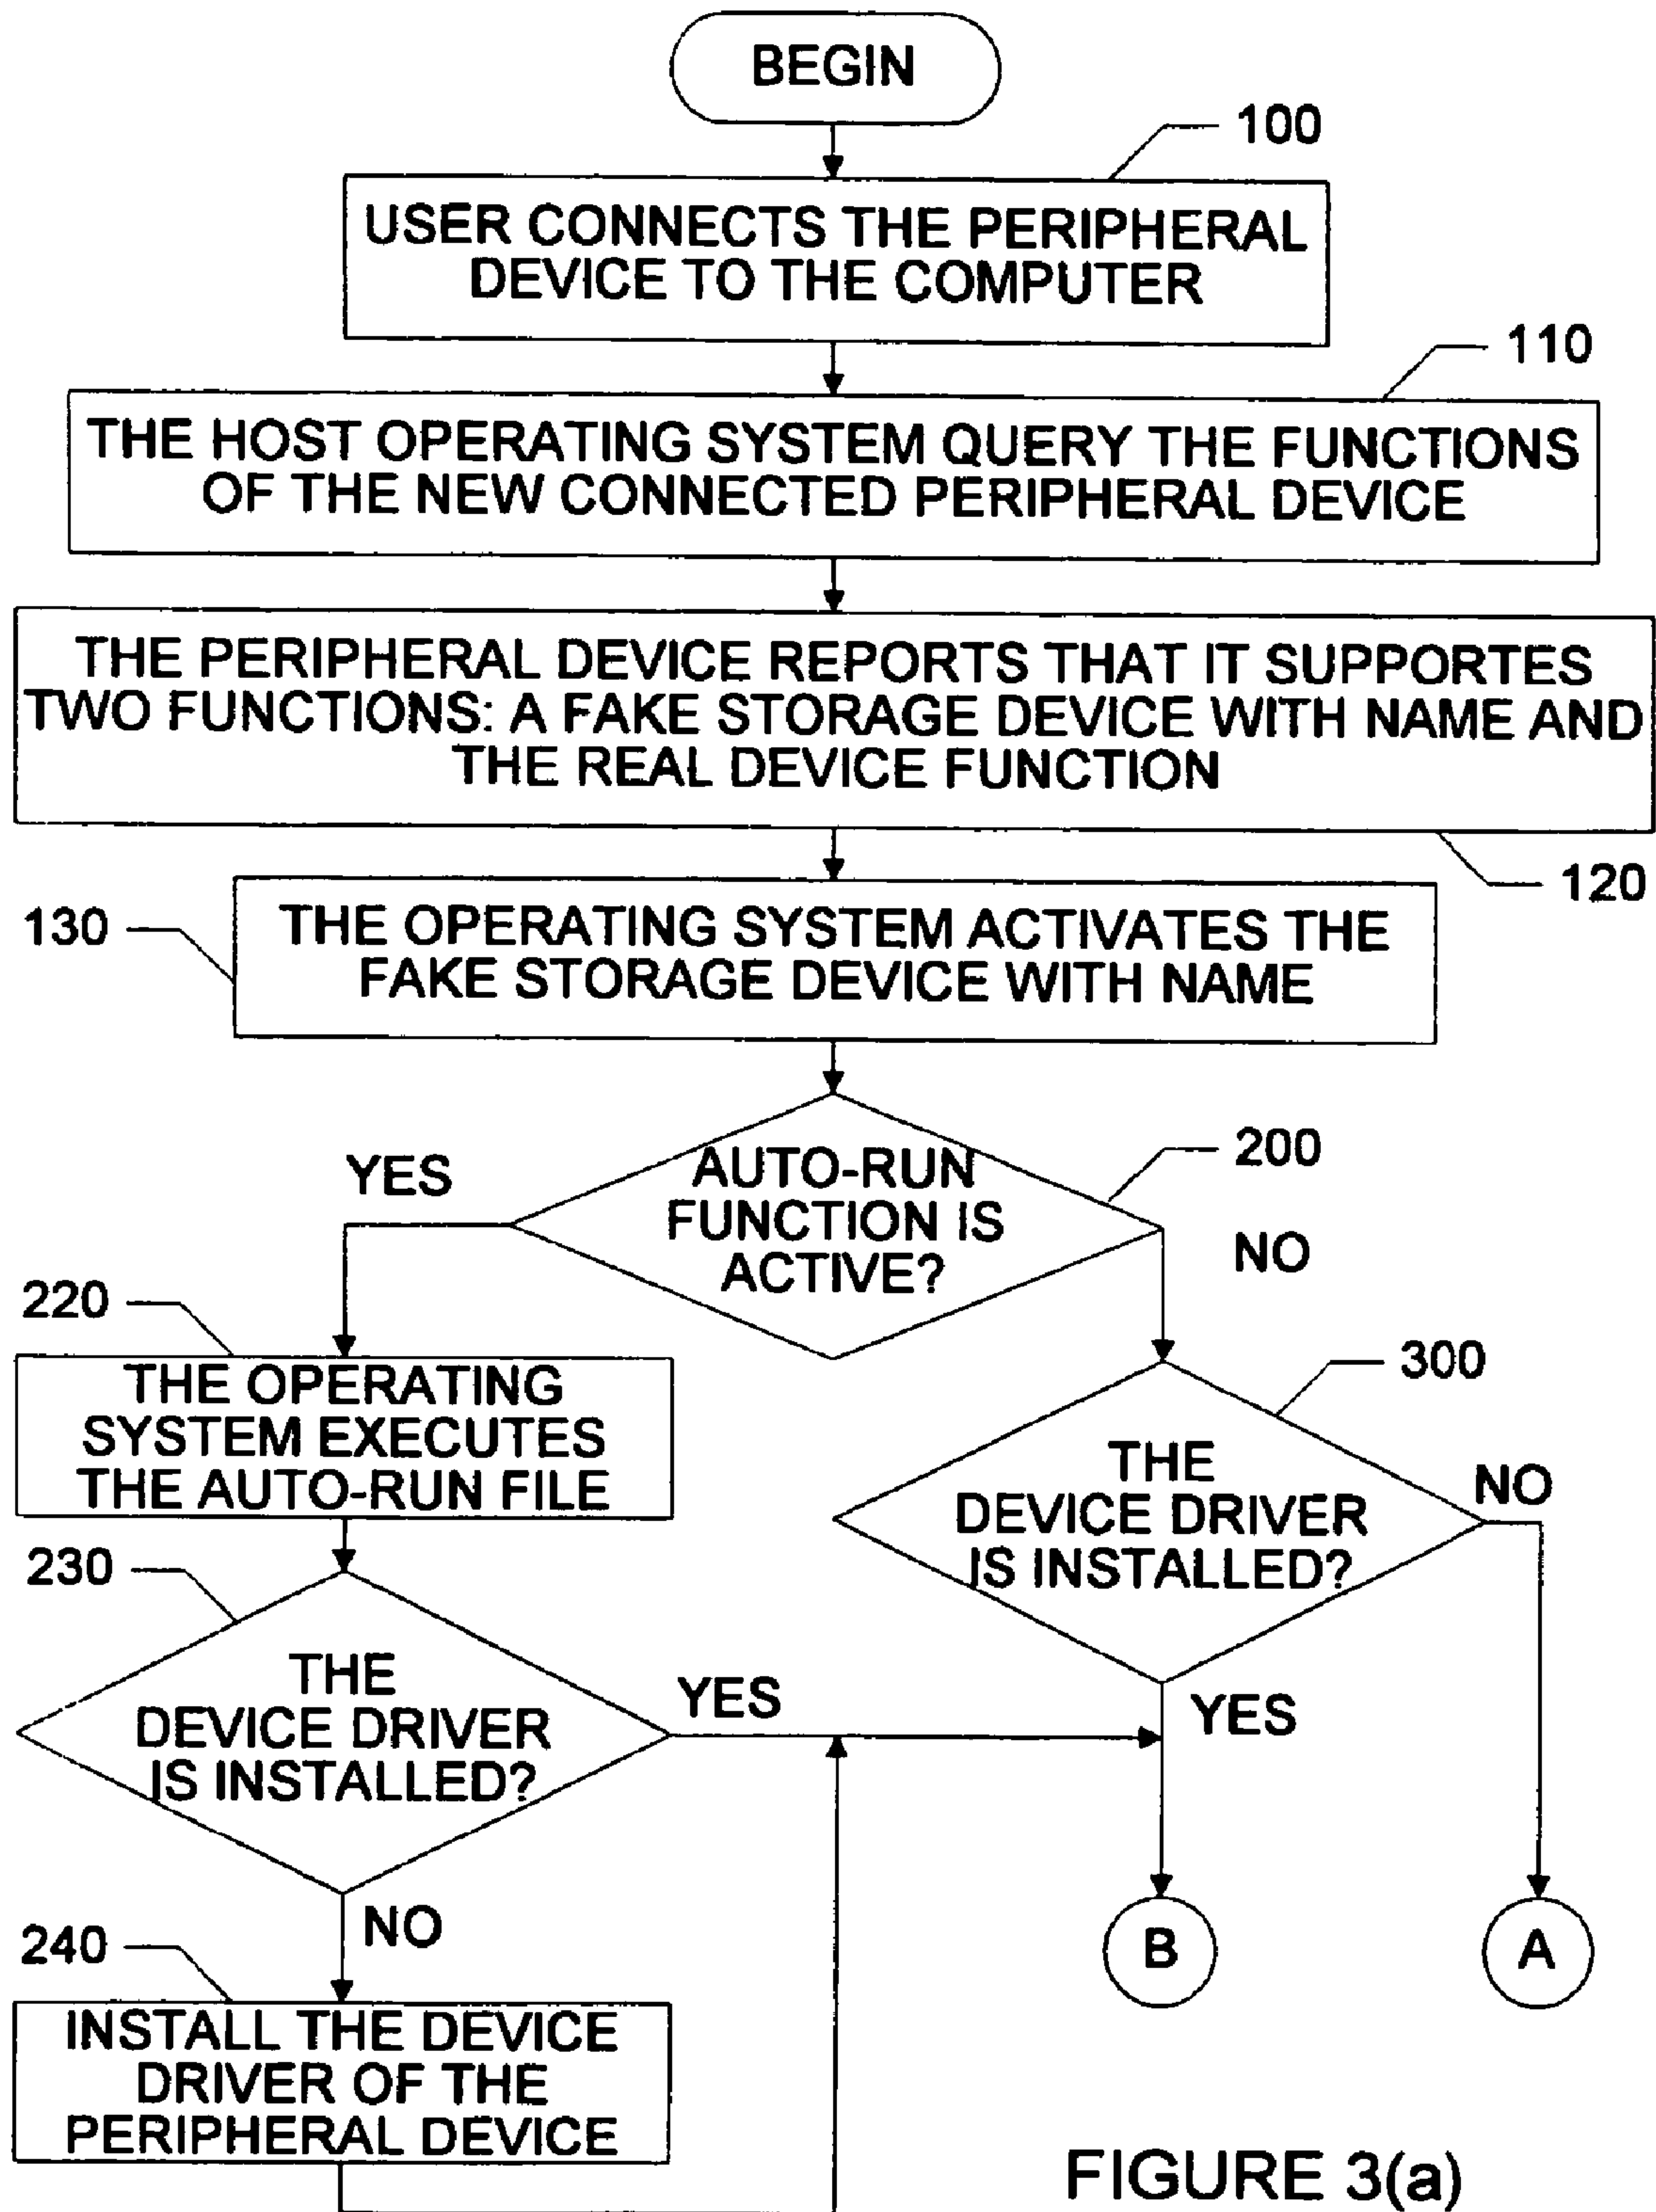 BEGIN
100
USER CONNECTS THE PERIPHERAL
DEVICE TO THE COMPUTER
110
THE HOST OPERATING SYSTEM QUERY THE FUNCTIONS
OF THE NEW CONNECTED PERIPHERAL DEVICE
THE PERIPHERAL DEVICE REPORTS THAT IT SUPPORTES
TWO FUNCTIONS: A FAKE STORAGE DEVICE WITH NAME AND
THE REAL DEVICE FUNCTION
120
130
THE OPERATING SYSTEM ACTIVATES THE
FAKE STORAGE DEVICE WITH NAME
200
YES
AUTO-RUN
FUNCTION IS
ACTIVE?
NO
220
THE OPERATING
SYSTEM EXECUTES
THE AUTO-RUN FILE
300
THE
DEVICE DRIVER
IS INSTALLED?
NO
230
THE
DEVICE DRIVER
IS INSTALLED?
YES
YES
NO
B
A
240
INSTALL THE DEVICE
DRIVER OF THE
PERIPHERAL DEVICE
FIGURE 3(a)